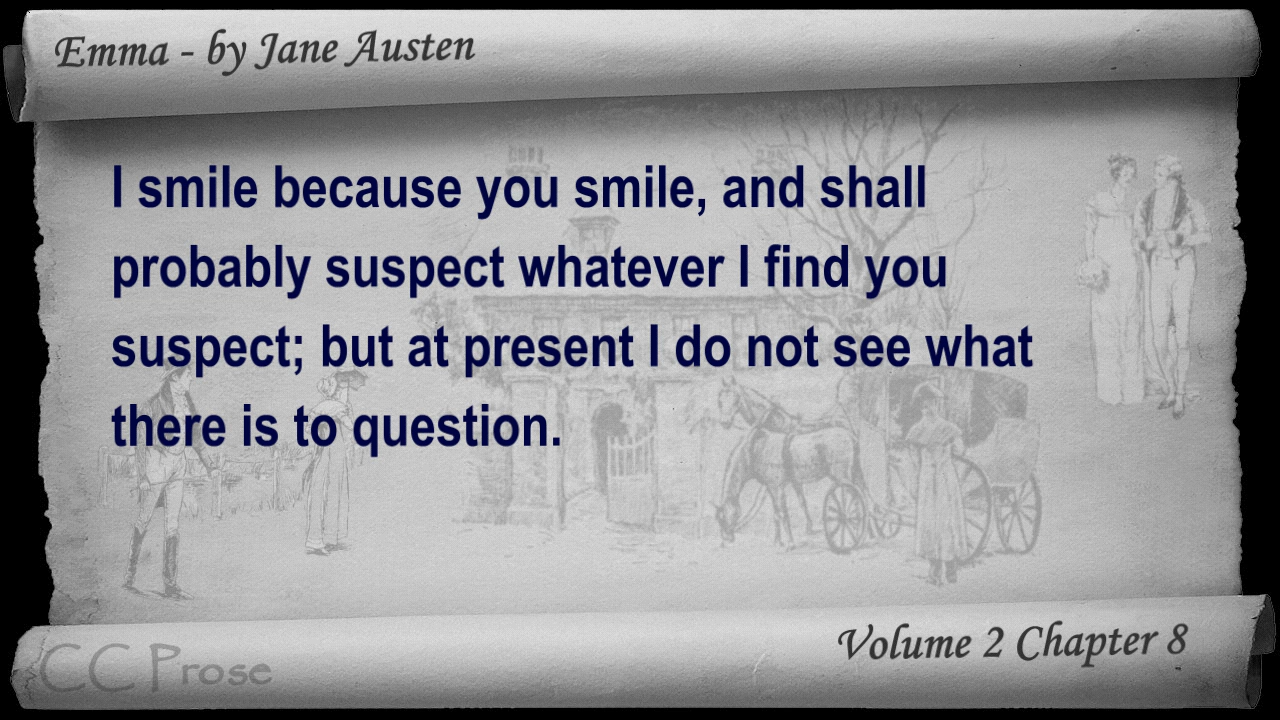 Emma - by Jane Austen
I smile because you smile, and shall
probably suspect whatever I find you
suspect; but at present I do not see what
there is to question.
Volume 2 Chapter 8
CC Prose